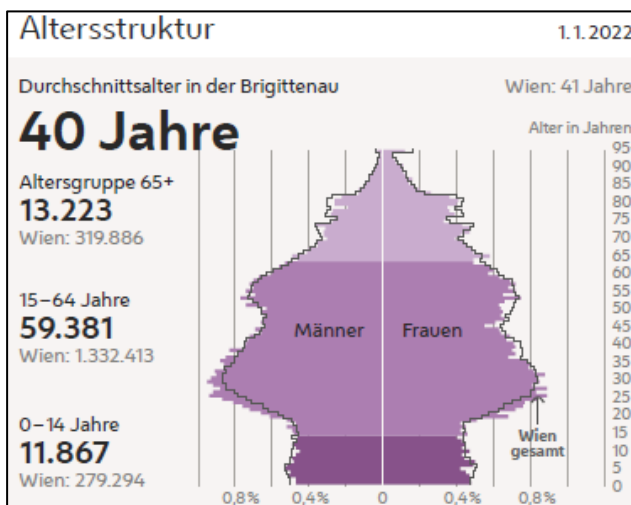 Altersstruktur
1.1.2022
Durchschnittsalter in der Brigittenau
Wien: 41 Jahre
40 Jahre
Alter in Jahren
Altersgruppe 65+
13.223
Wien: 319.886
15–64 Jahre
59.381
Wien: 1.332.413
0–14 Jahre
11.867
Wien: 279.294
Männer
Frauen
Wien
gesamt
95
90
85
80
75
70
65
60
55
50
45
40
35
30
25
20
15
10
5
0
0,8%
0,4%
0
0,4%
0,8%